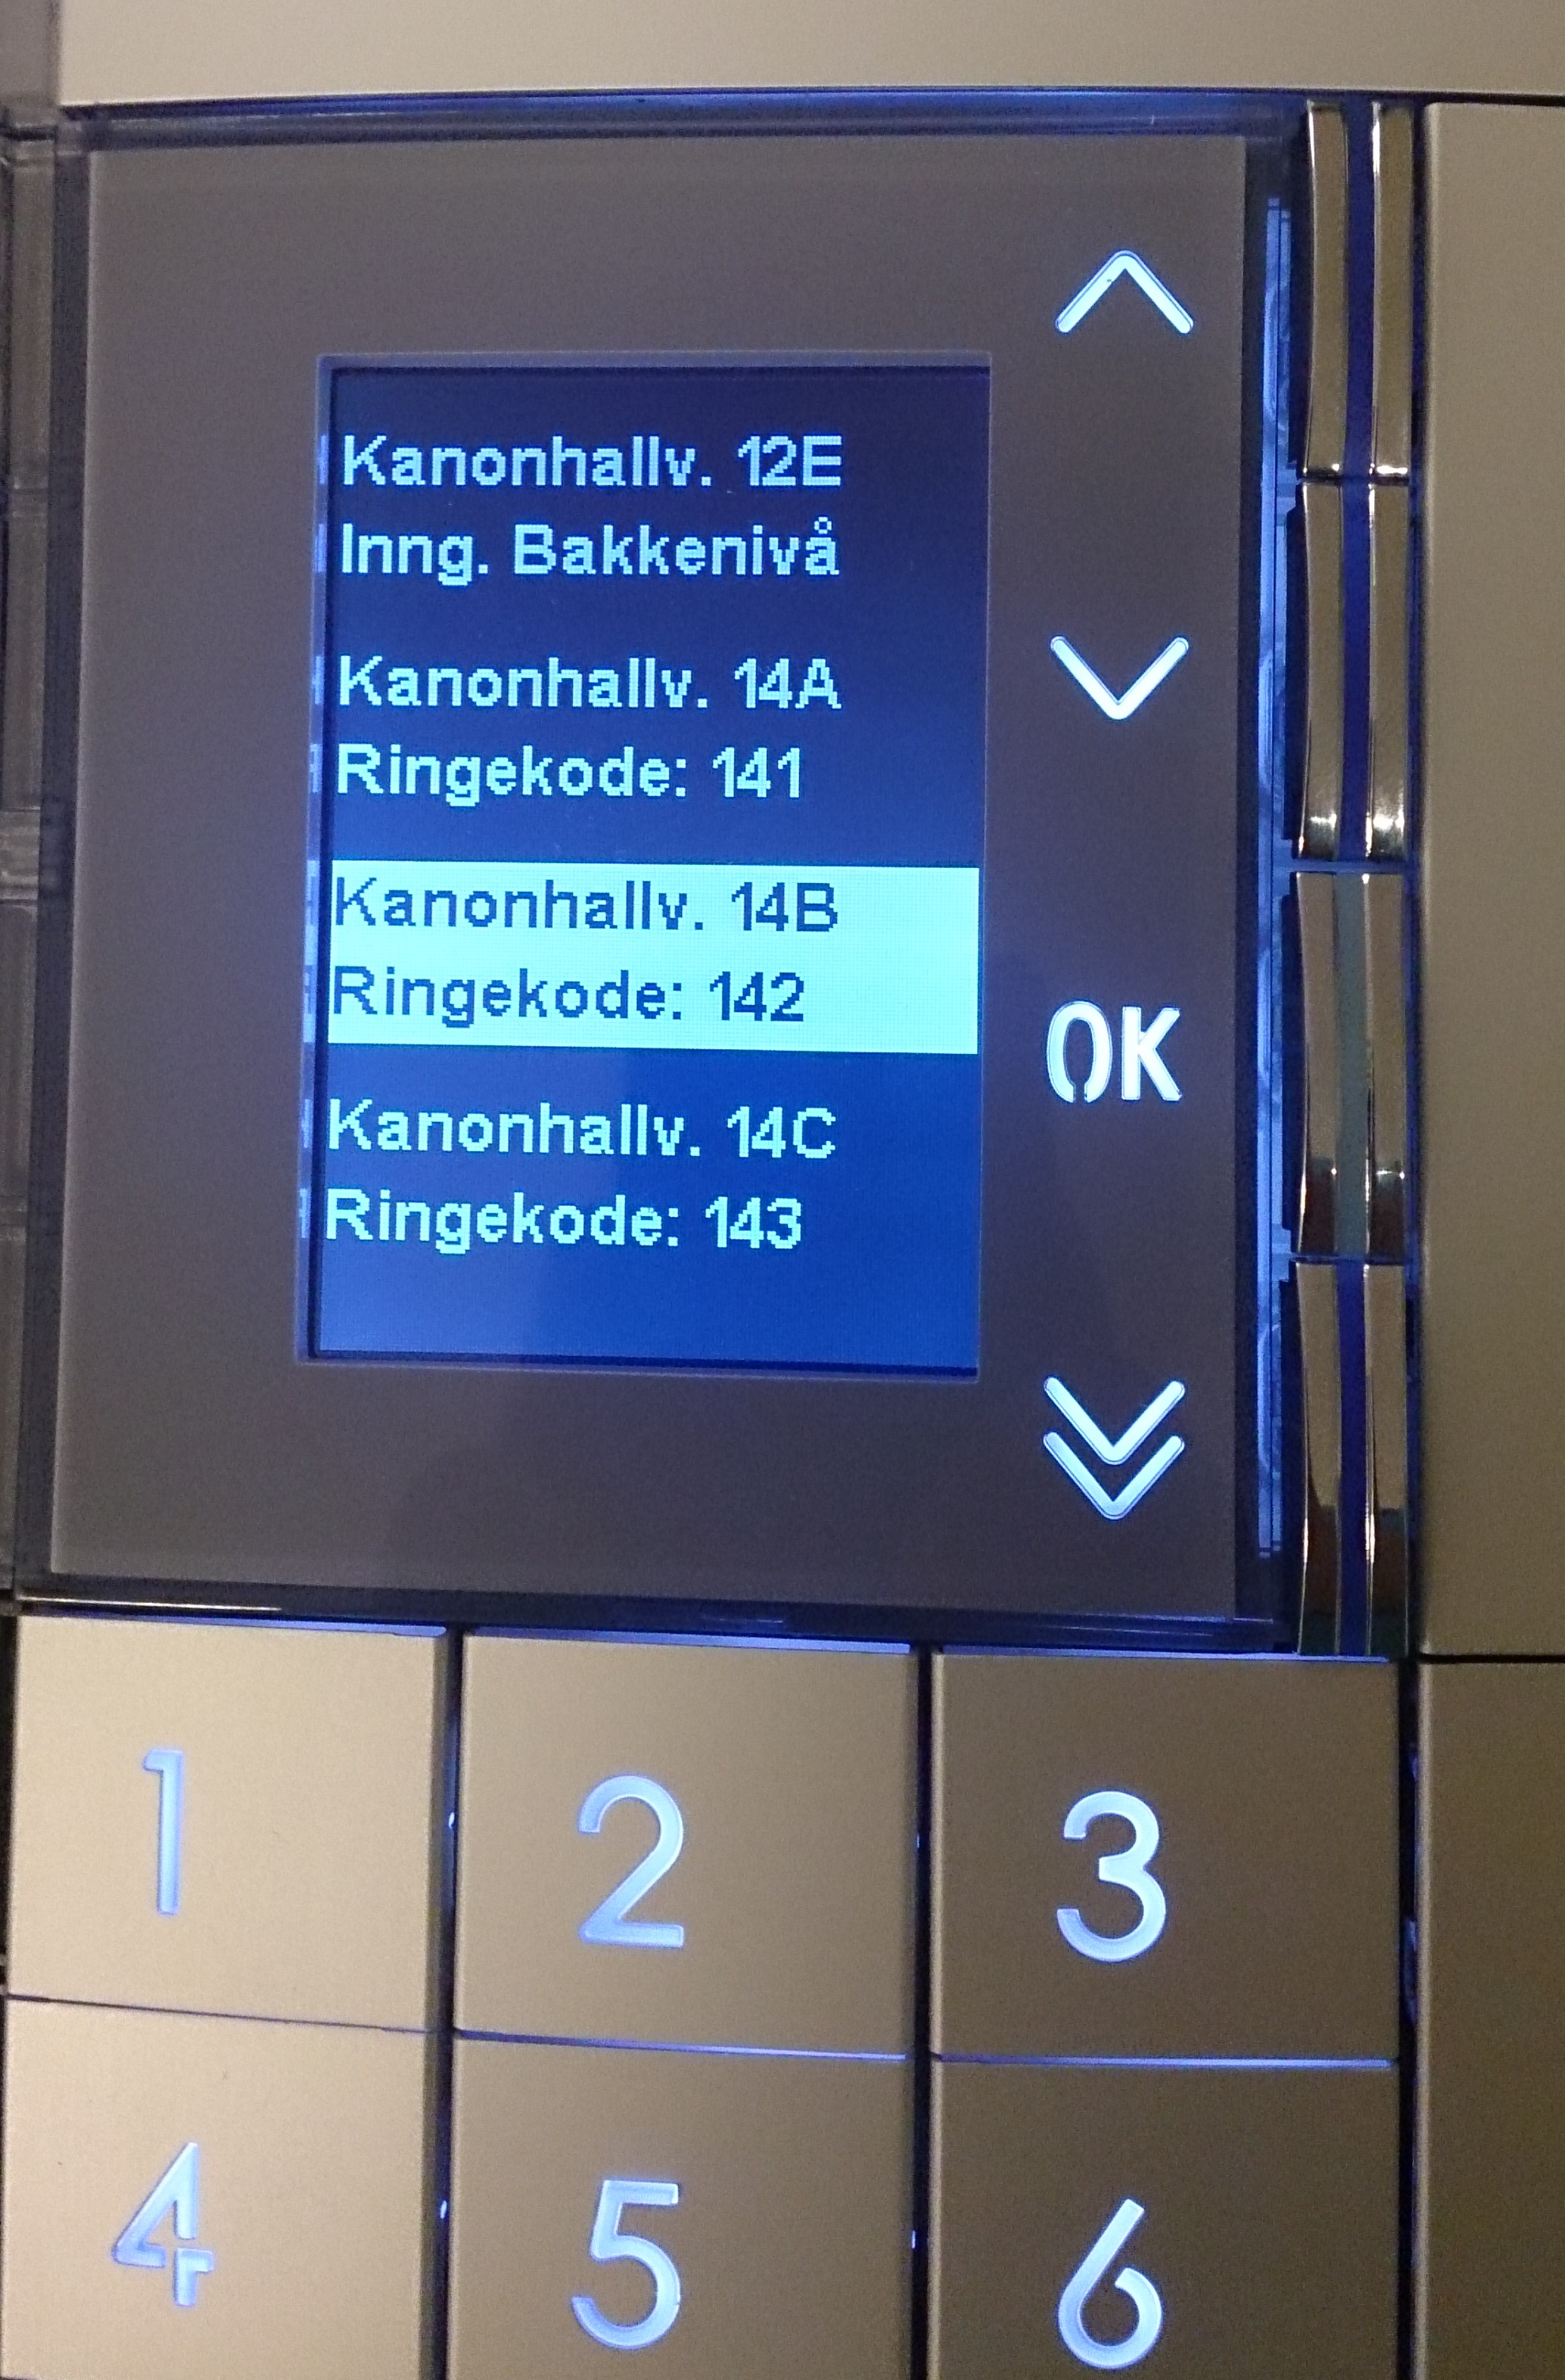 Kanonhallv. 12E
Inng. Bakkenivå
Kanonhallv. 14A
Ringekode: 141
Kanonhallv. 14B
Ringekode: 142
Kanonhallv. 14C
Ringekode: 143
OK
1 2 3
4 5 6